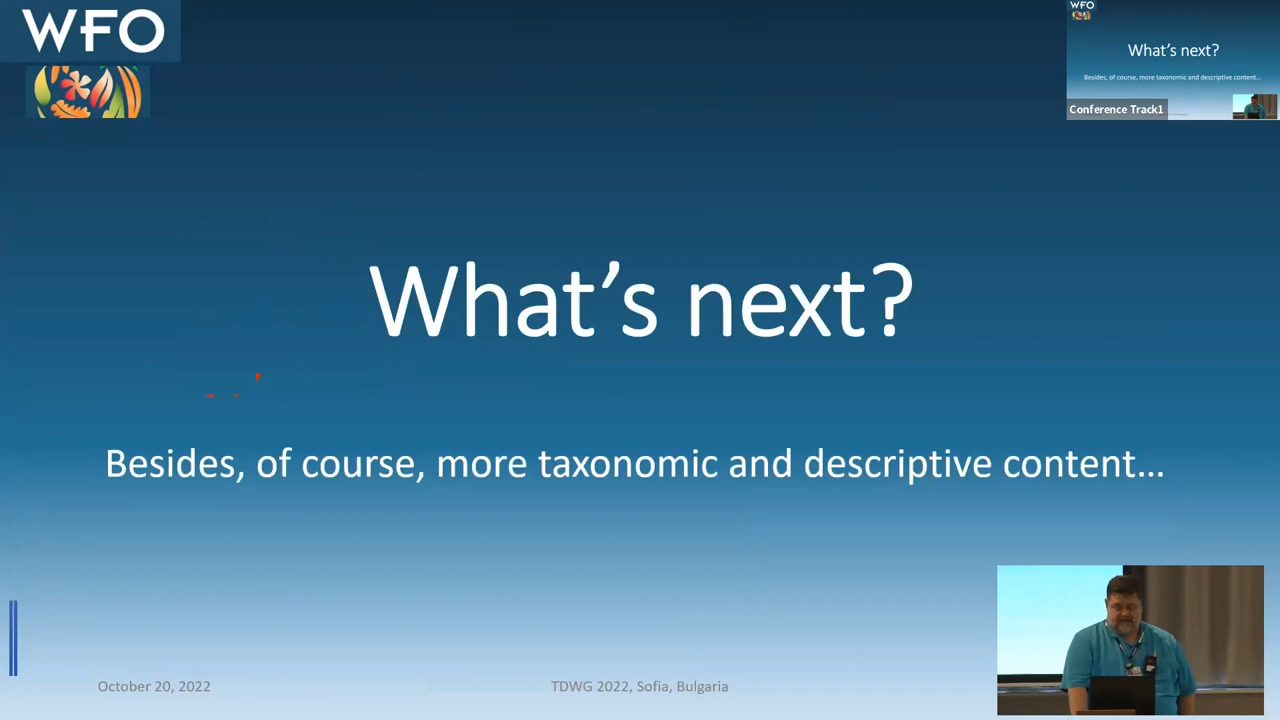 WFO
WFO
What's next?
Besides, of course, more taxonomic and descriptive content...
Conference Track1
What’s next?
Besides, of course, more taxonomic and descriptive content…
October 20, 2022
TDWG 2022, Sofia, Bulgaria